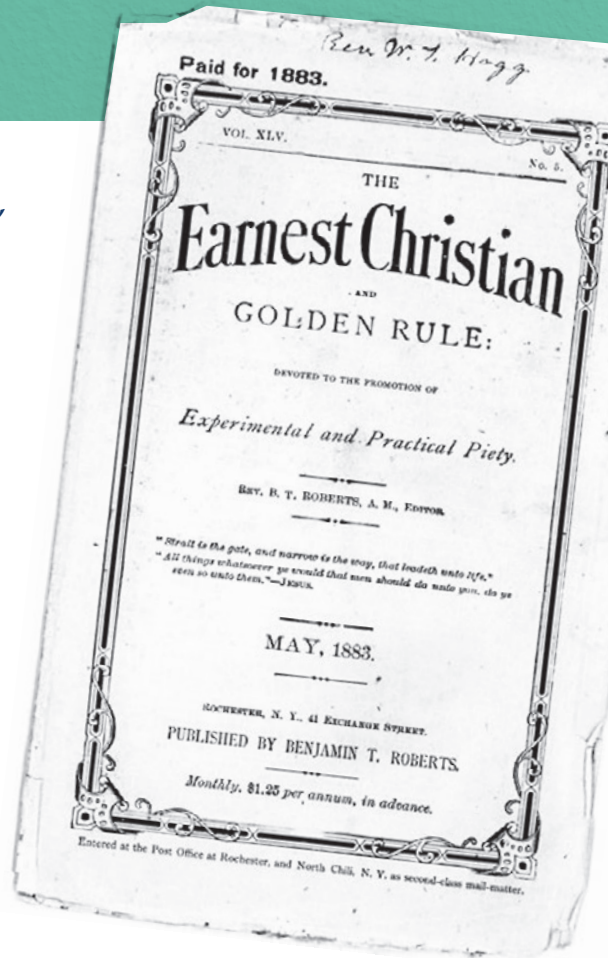 Rev. W. T. Hogg
Paid for 1883.
VOL. XLV.
No. 5.
THE
Earnest Christian
AND
GOLDEN RULE:
DEVOTED TO THE PROMOTION OF
Experimental and Practical Piety.
REV. B. T. ROBERTS, A. M., EDITOR.
"Strait is the gate, and narrow is the way, that leadeth unto life."
"All things whatsoever ye would that men should do unto you, do ye
even so unto them."—JESUS.
MAY, 1883.
ROCHESTER, N. Y., 41 EXCHANGE STREET.
PUBLISHED BY BENJAMIN T. ROBERTS.
Monthly, $1.25 per annum, in advance.
Entered at the Post Office at Rochester, and North Chili, N. Y. as second-class mail-matter.